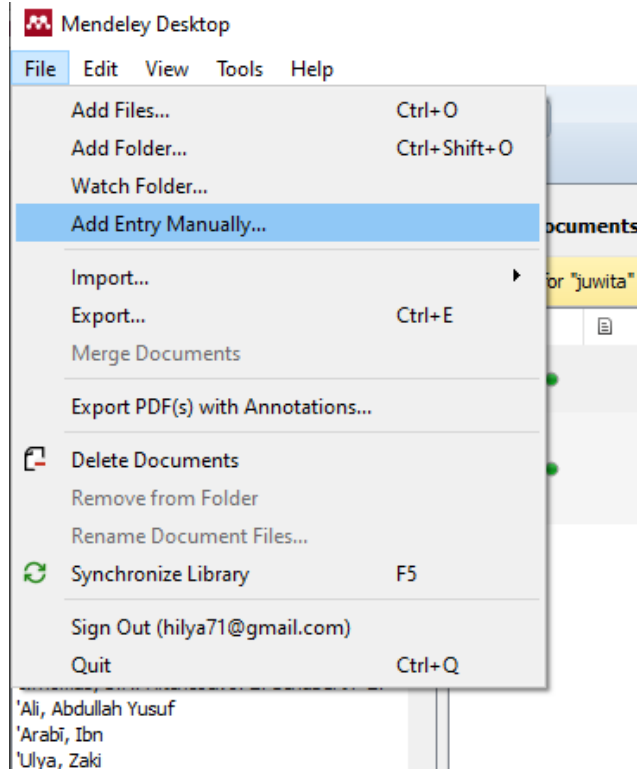 Mendeley Desktop
File Edit View Tools Help
Add Files... Ctrl+O
Add Folder... Ctrl+Shift+O
Watch Folder...
Add Entry Manually...
ocuments
Import...
for "juwita"
Export... Ctrl+E
Merge Documents
Export PDF(s) with Annotations...
Delete Documents
Remove from Folder
Rename Document Files...
Synchronize Library F5
Sign Out (hilya71@gmail.com)
Quit Ctrl+Q
'Ali, Abdullah Yusuf
'Arabī, Ibn
'Ulya, Zaki